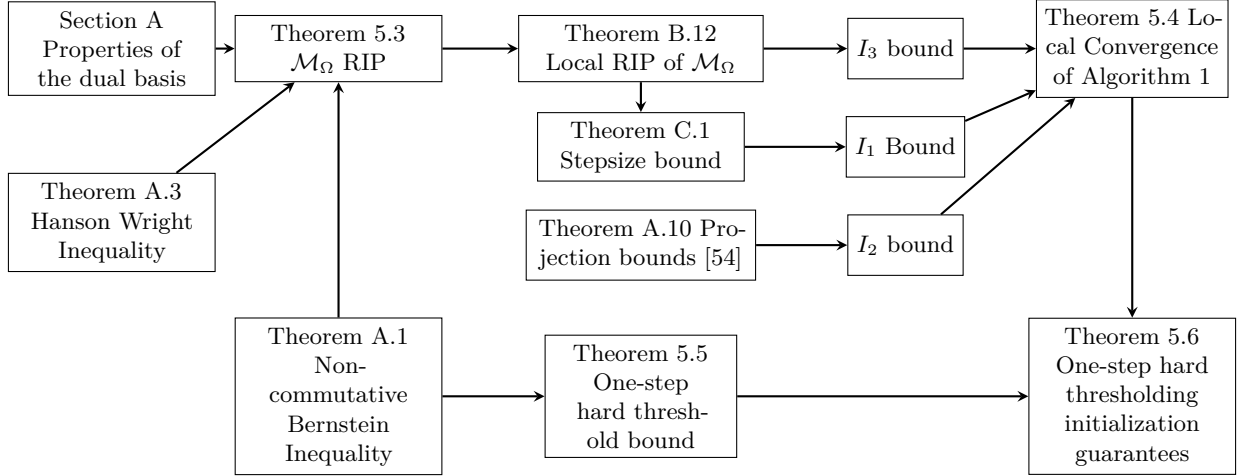 Section A
Properties of
the dual basis
Theorem 5.3
ℳ_Ω RIP
Theorem B.12
Local RIP of ℳ_Ω
I₃ bound
Theorem 5.4 Lo-
cal Convergence
of Algorithm 1
Theorem C.1
Stepsize bound
I₁ Bound
Theorem A.3
Hanson Wright
Inequality
Theorem A.10 Pro-
jection bounds [54]
I₂ bound
Theorem A.1
Non-
commutative
Bernstein
Inequality
Theorem 5.5
One-step
hard thresh-
old bound
Theorem 5.6
One-step hard
thresholding
initialization
guarantees